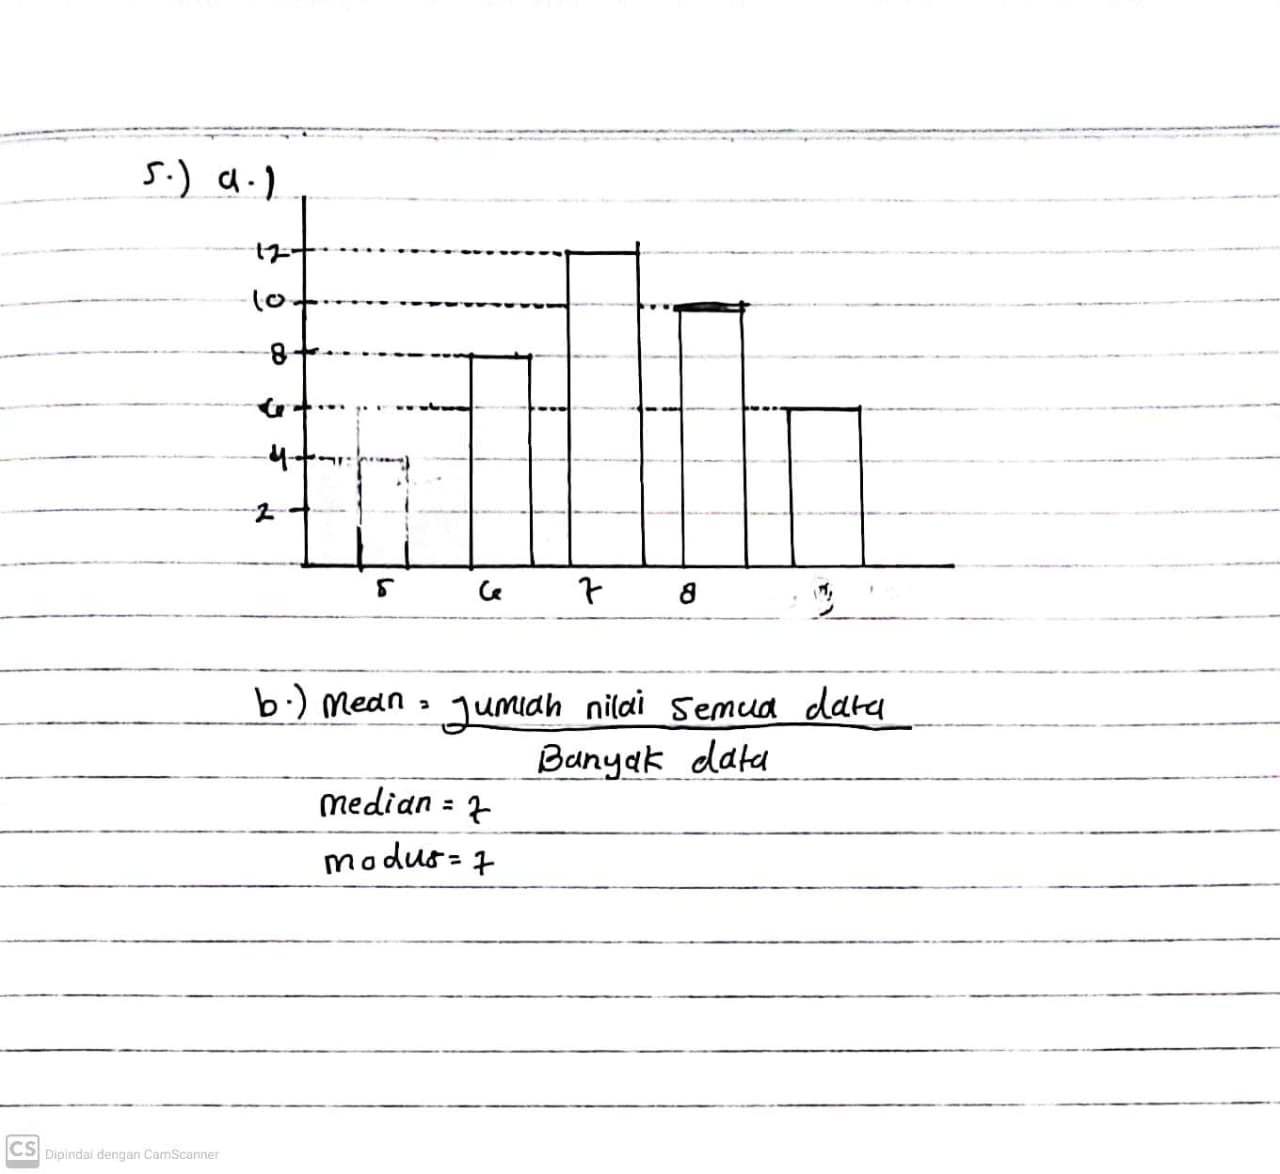 5.) a.)
12
10
8
6
4
2
5 6 7 8 9
b.) Mean = Jumlah nilai semua data
Banyak data
median = 7
modus = 7
CS Dipindai dengan CamScanner